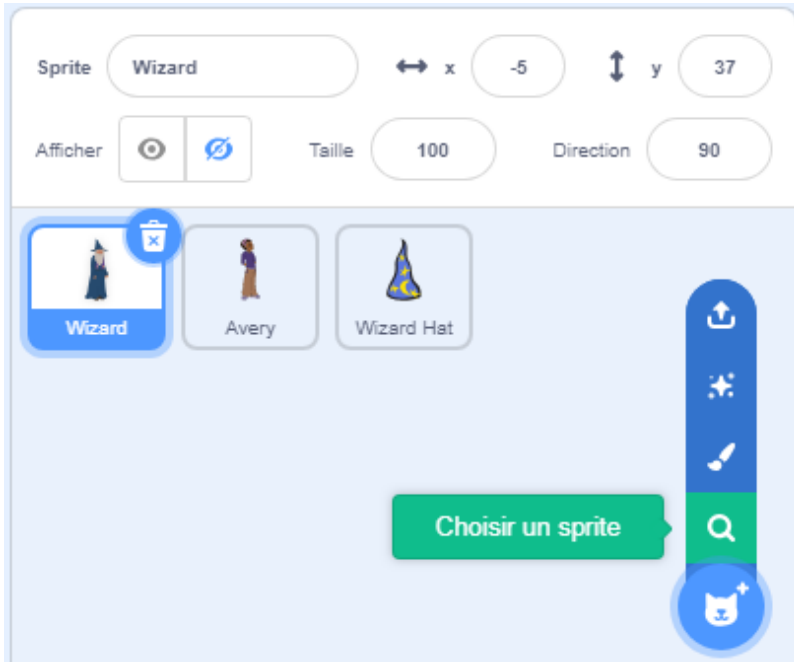 Sprite Wizard x -5 y 37
Afficher Taille 100 Direction 90
Wizard Avery Wizard Hat
Choisir un sprite